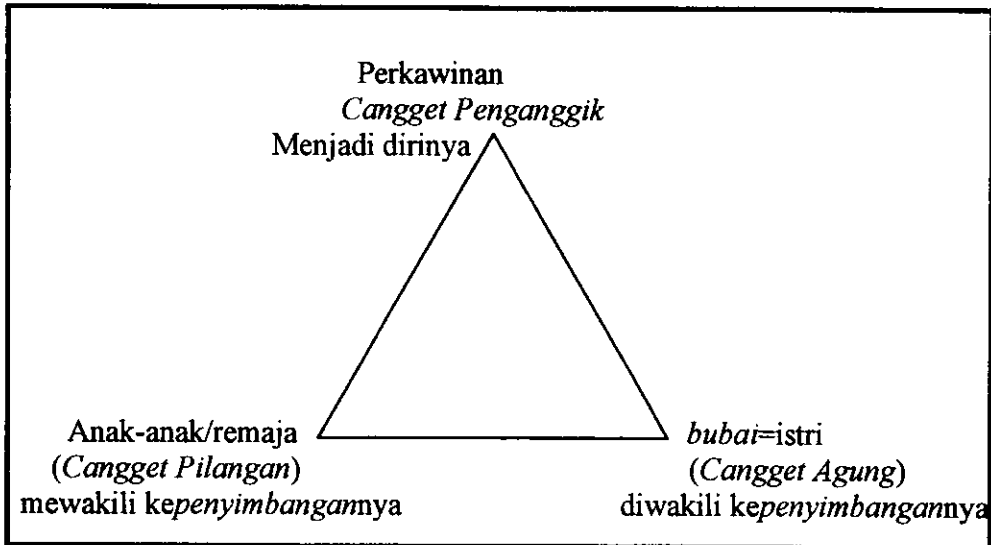 Perkawinan
Cangget Penganggik
Menjadi dirinya
Anak-anak/remaja
(Cangget Pilangan)
mewakili kepenyimbangannya
bubai=istri
(Cangget Agung)
diwakili kepenyimbangannya